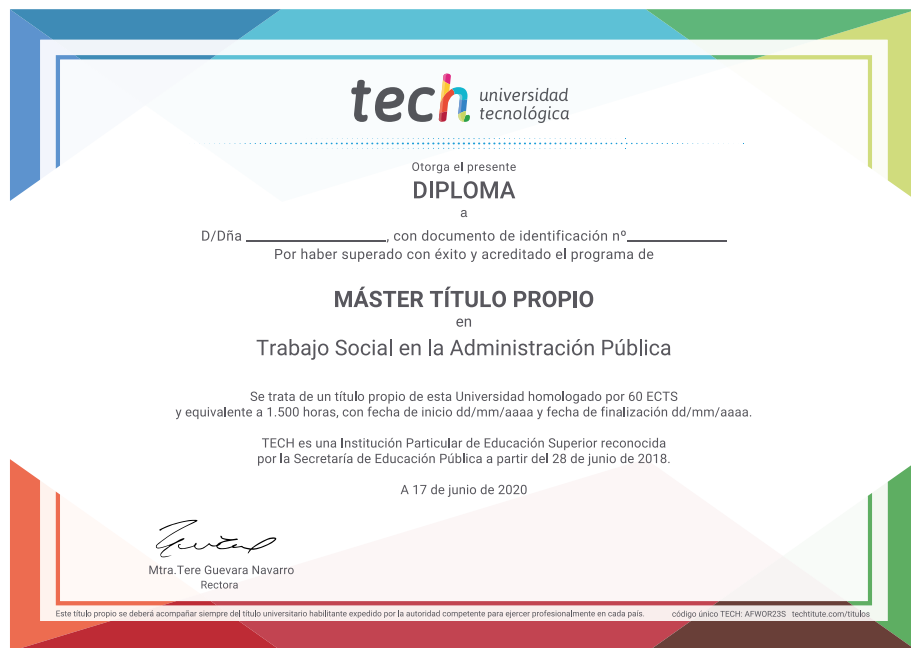 tech universidad
tecnológica
Otorga el presente
DIPLOMA
a
D/Dña ____________, con documento de identificación nº____________
Por haber superado con éxito y acreditado el programa de
MÁSTER TÍTULO PROPIO
en
Trabajo Social en la Administración Pública
Se trata de un título propio de esta Universidad homologado por 60 ECTS
y equivalente a 1.500 horas, con fecha de inicio dd/mm/aaaa y fecha de finalización dd/mm/aaaa.
TECH es una Institución Particular de Educación Superior reconocida
por la Secretaría de Educación Pública a partir del 28 de junio de 2018.
A 17 de junio de 2020
Mtra.Tere Guevara Navarro
Rectora
Este título propio se deberá acompañar siempre del título universitario habilitante expedido por la autoridad competente para ejercer profesionalmente en cada país. código único TECH: AFWOR23S techtitute.com/titulos